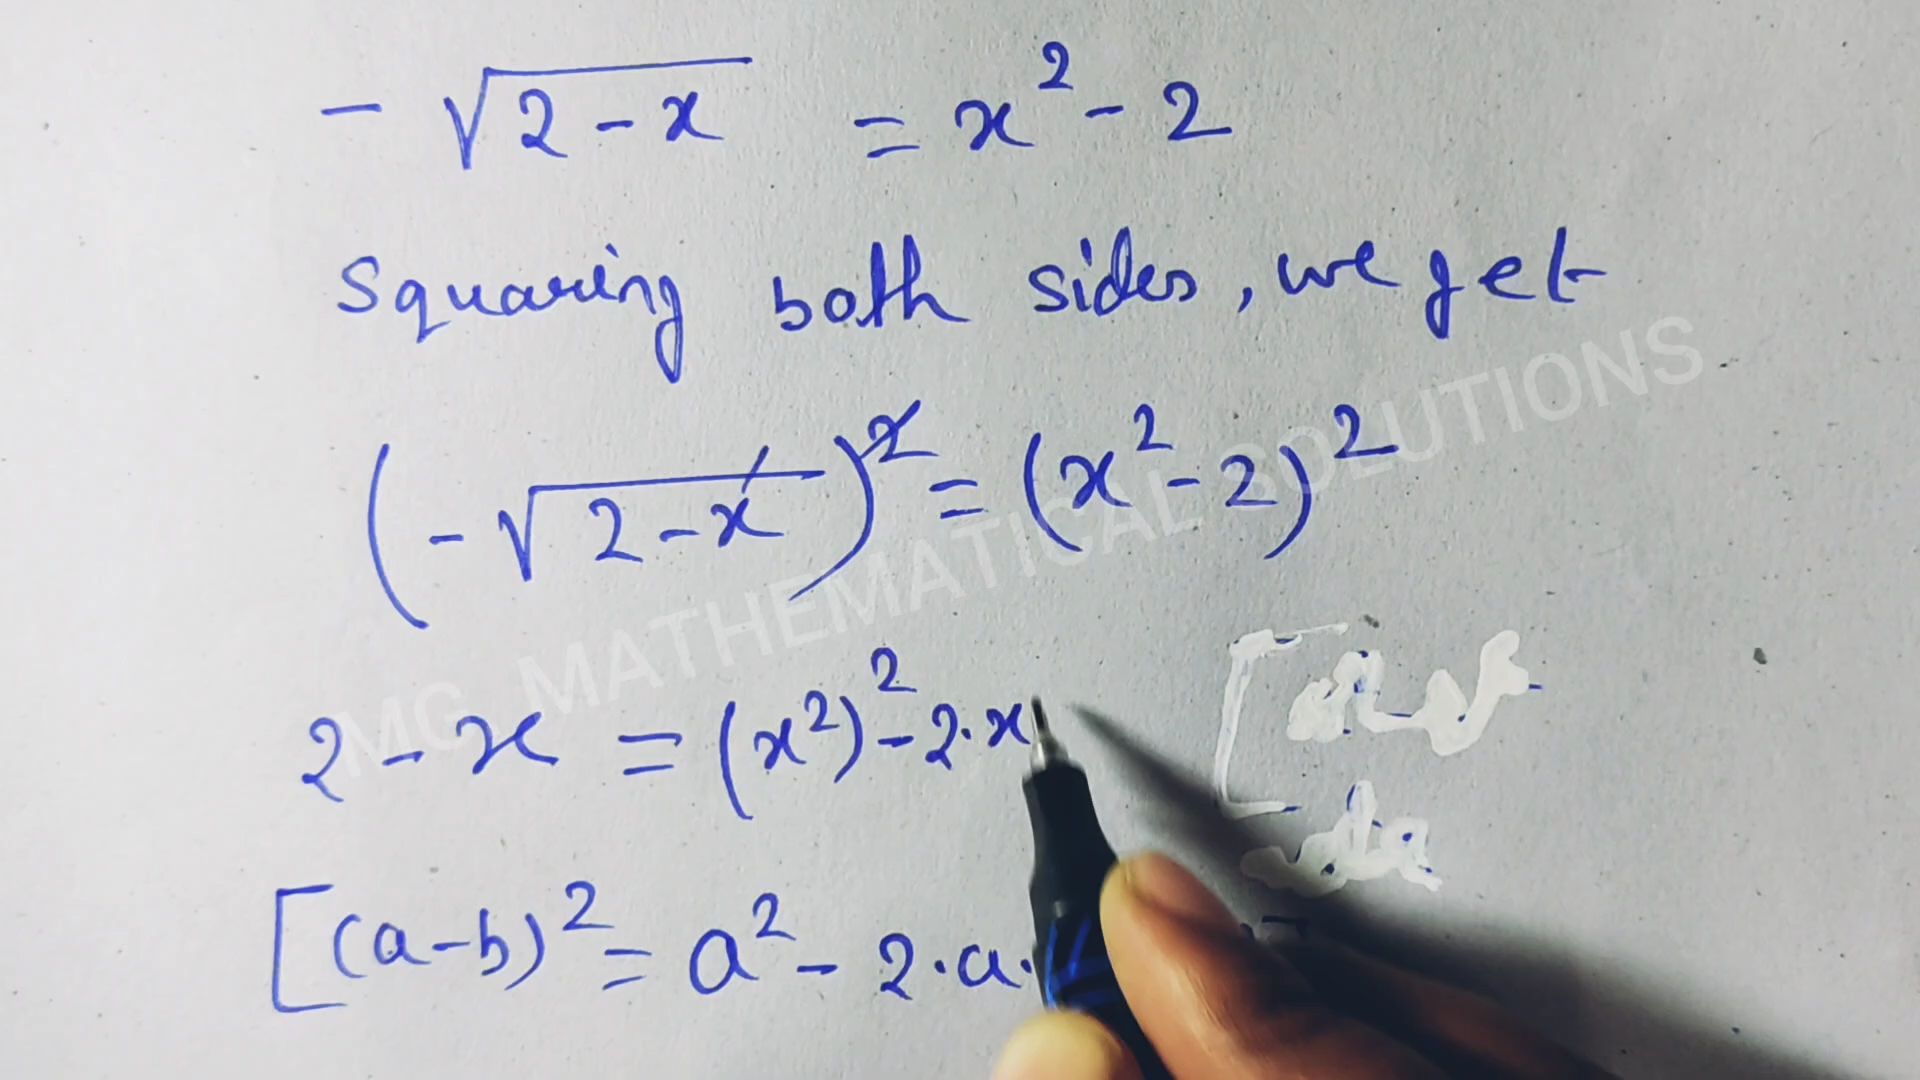 - √2-x = x² - 2
Squaring both sides, we get
(-√2-x)² = (x² - 2)²
2 - x = (x²)² - 2·x
[(a-b)² = a² - 2·a·
MG MATHEMATICAL SOLUTIONS